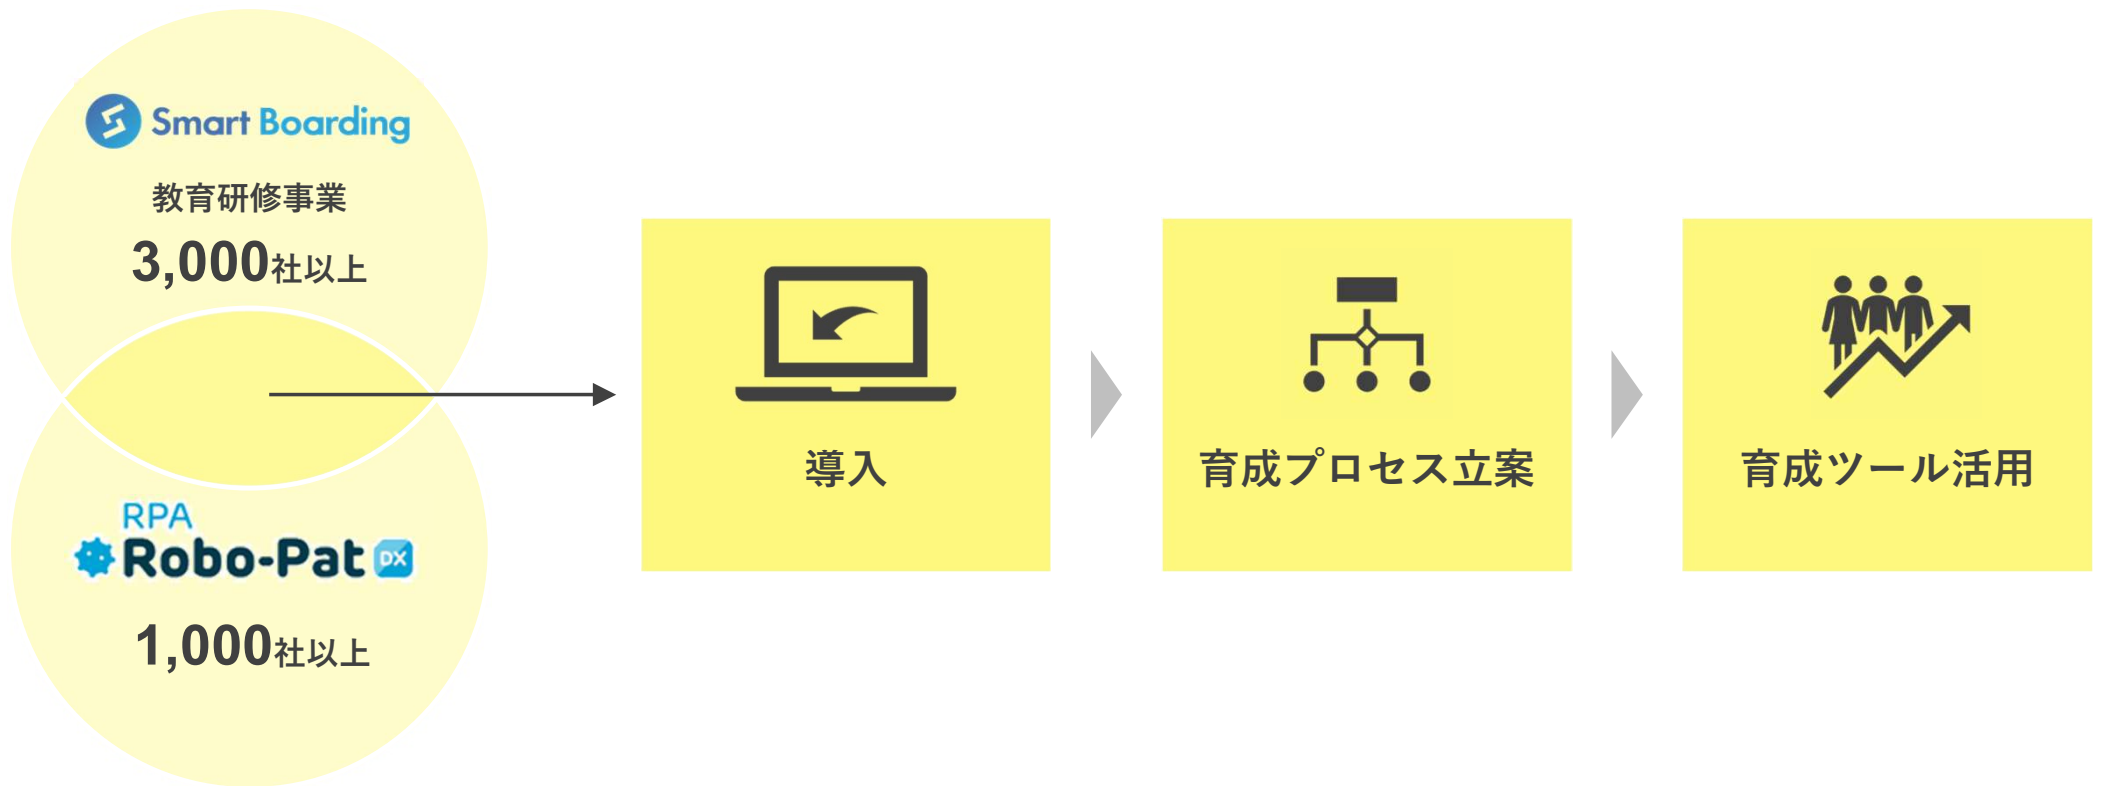 Smart Boarding
教育研修事業
3,000社以上
RPA
Robo-Pat DX
1,000社以上
導入
育成プロセス立案
育成ツール活用